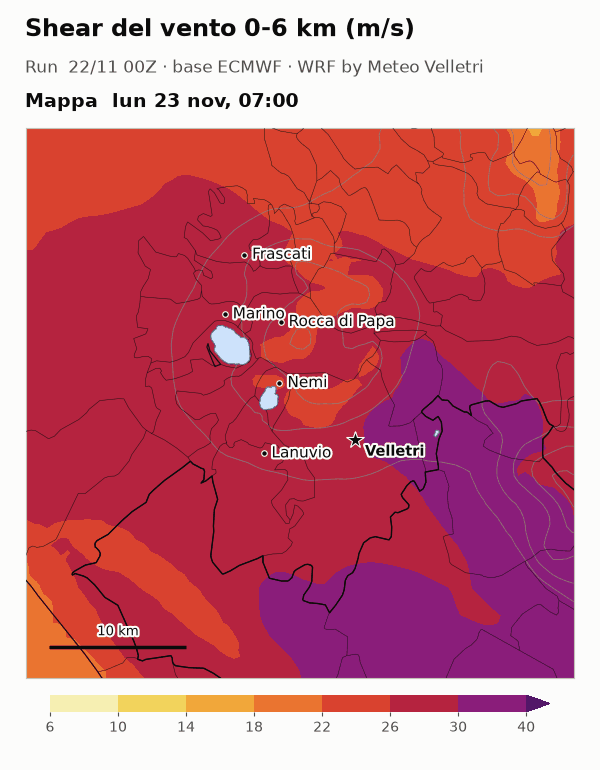 Shear del vento 0-6 km (m/s)
Run  22/11 00Z · base ECMWF · WRF by Meteo Velletri
Mappa  lun 23 nov, 07:00
Frascati
Marino
Rocca di Papa
Nemi
Velletri
Lanuvio
10 km
6 10 14 18 22 26 30 40